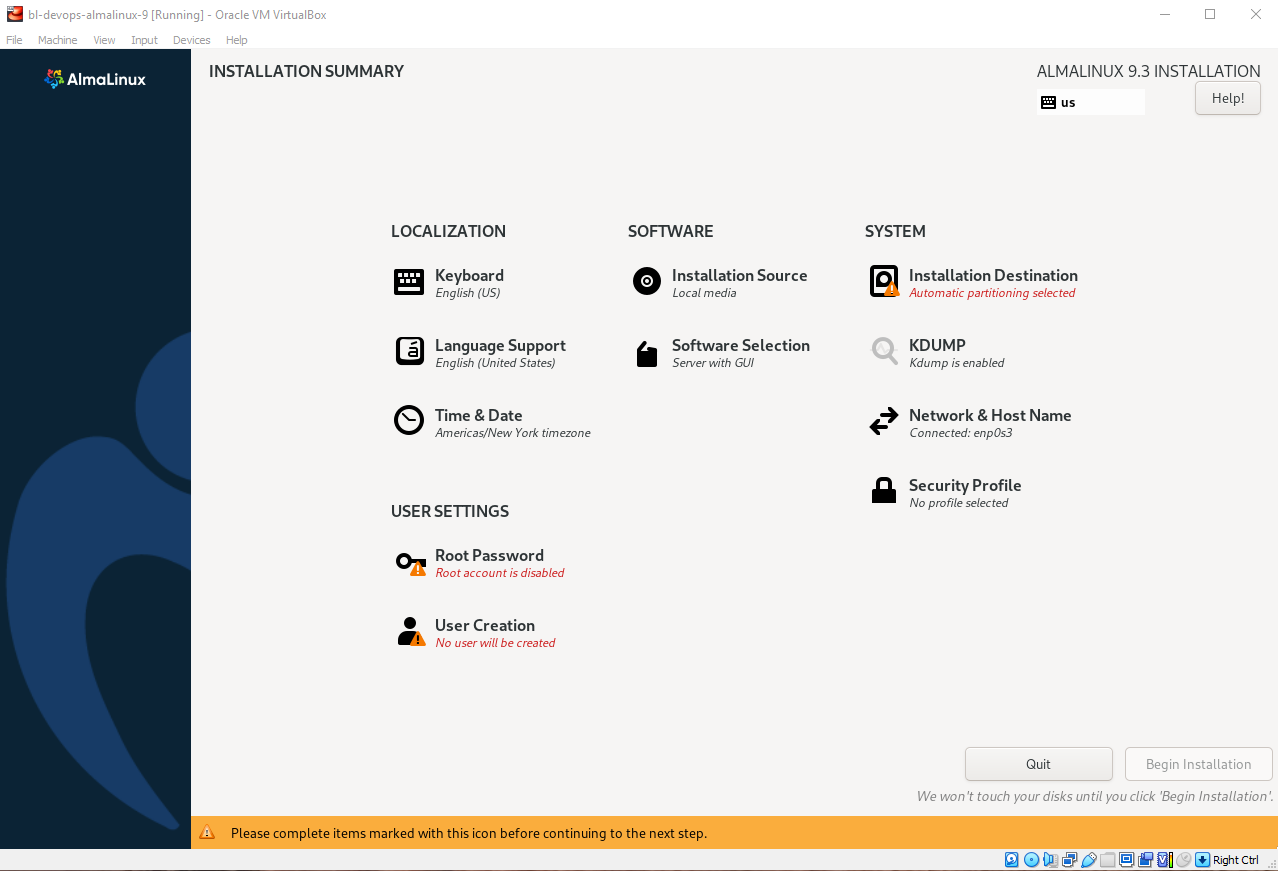 bl-devops-almalinux-9 [Running] - Oracle VM VirtualBox
File Machine View Input Devices Help
AlmaLinux
INSTALLATION SUMMARY
ALMALINUX 9.3 INSTALLATION
us
Help!
LOCALIZATION
Keyboard
English (US)
Language Support
English (United States)
Time & Date
Americas/New York timezone
SOFTWARE
Installation Source
Local media
Software Selection
Server with GUI
SYSTEM
Installation Destination
Automatic partitioning selected
KDUMP
Kdump is enabled
Network & Host Name
Connected: enp0s3
Security Profile
No profile selected
USER SETTINGS
Root Password
Root account is disabled
User Creation
No user will be created
Quit
Begin Installation
We won't touch your disks until you click 'Begin Installation'.
Please complete items marked with this icon before continuing to the next step.
Right Ctrl